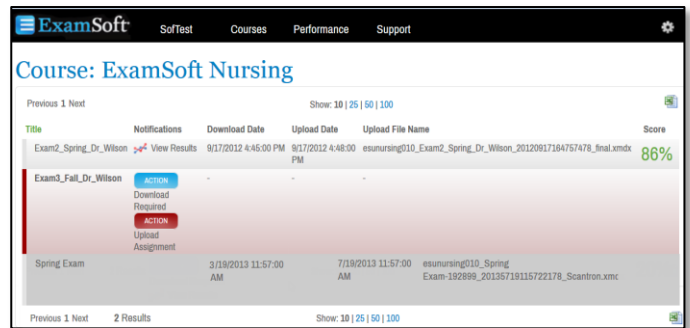 ExamSoft SofTest Courses Performance Support
Course: ExamSoft Nursing
Previous 1 Next Show: 10 | 25 | 50 | 100
Title Notifications Download Date Upload Date Upload File Name Score
Exam2_Spring_Dr_Wilson View Results 9/17/2012 4:45:00 PM 9/17/2012 4:48:00 esunursing010_Exam2_Spring_Dr_Wilson_20120917164757478_final.xmdx 86%
PM
Exam3_Fall_Dr_Wilson ACTION - - -
Download
Required
ACTION
Upload
Assignment
Spring Exam 3/19/2013 11:57:00 7/19/2013 11:57:00 esunursing010_Spring
AM AM Exam-192899_20135719115722178_Scantron.xmc
Previous 1 Next 2 Results Show: 10 | 25 | 50 | 100